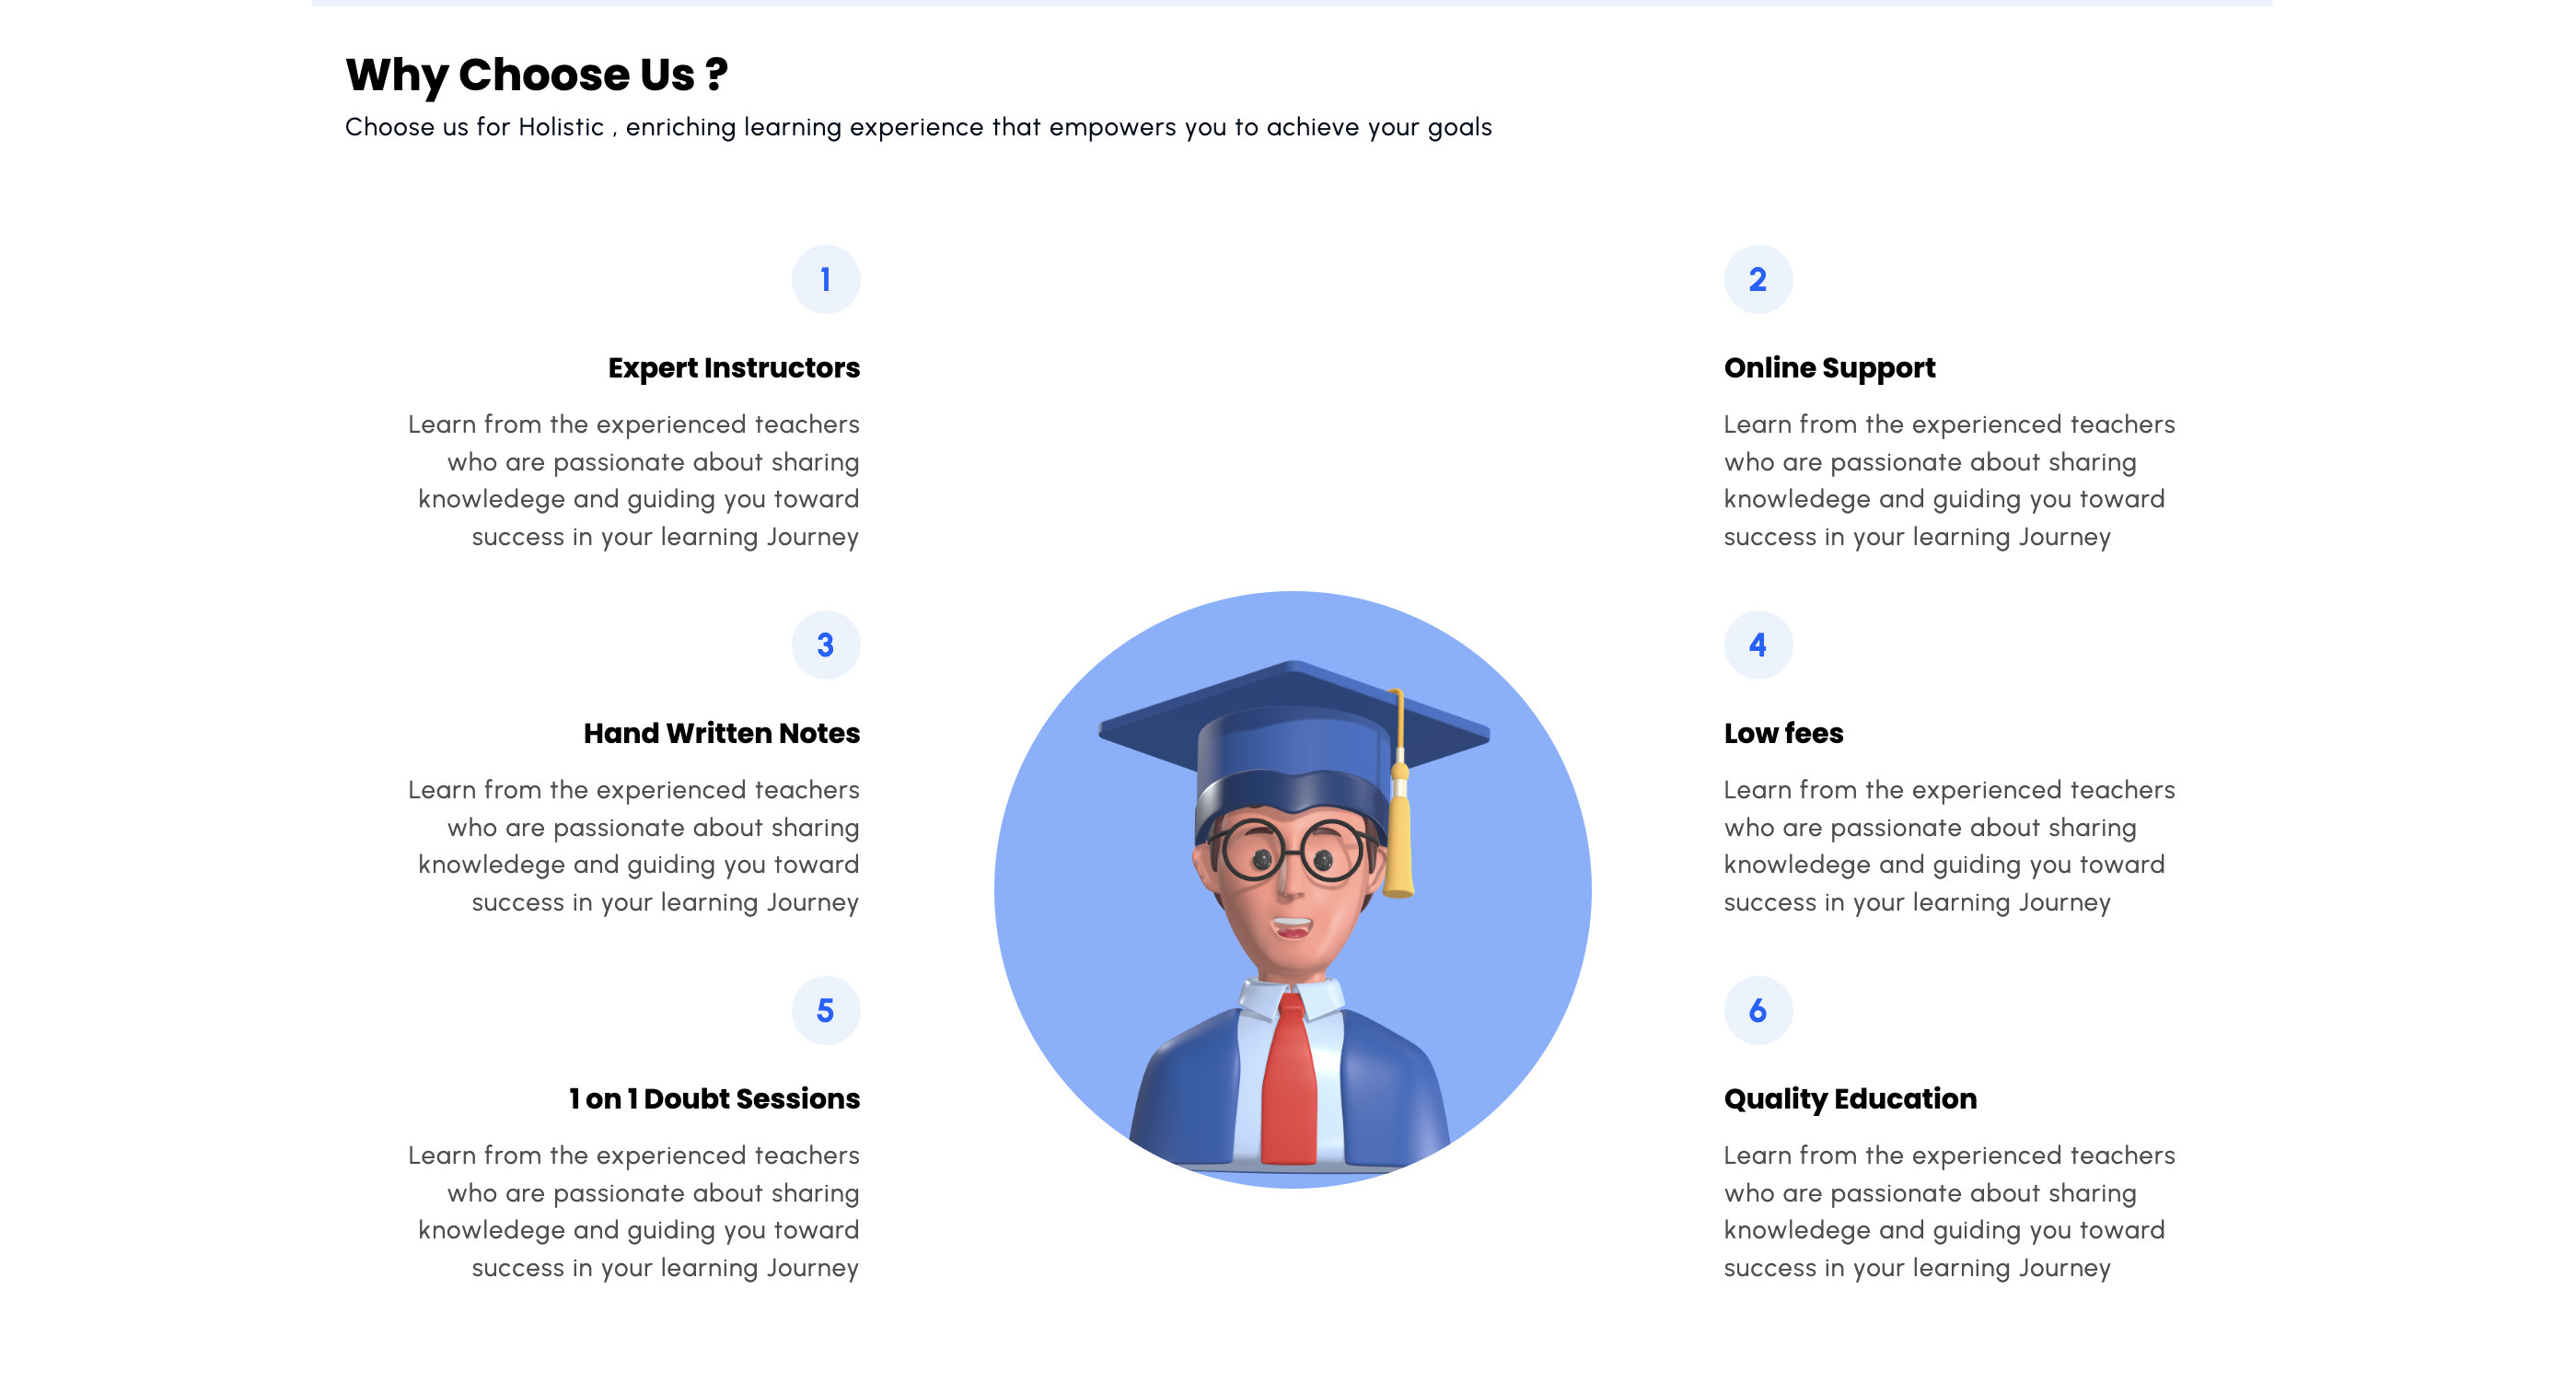 Why Choose Us ?
Choose us for Holistic , enriching learning experience that empowers you to achieve your goals
1
Expert Instructors
Learn from the experienced teachers
who are passionate about sharing
knowledege and guiding you toward
success in your learning Journey
2
Online Support
Learn from the experienced teachers
who are passionate about sharing
knowledege and guiding you toward
success in your learning Journey
3
Hand Written Notes
Learn from the experienced teachers
who are passionate about sharing
knowledege and guiding you toward
success in your learning Journey
4
Low fees
Learn from the experienced teachers
who are passionate about sharing
knowledege and guiding you toward
success in your learning Journey
5
1 on 1 Doubt Sessions
Learn from the experienced teachers
who are passionate about sharing
knowledege and guiding you toward
success in your learning Journey
6
Quality Education
Learn from the experienced teachers
who are passionate about sharing
knowledege and guiding you toward
success in your learning Journey